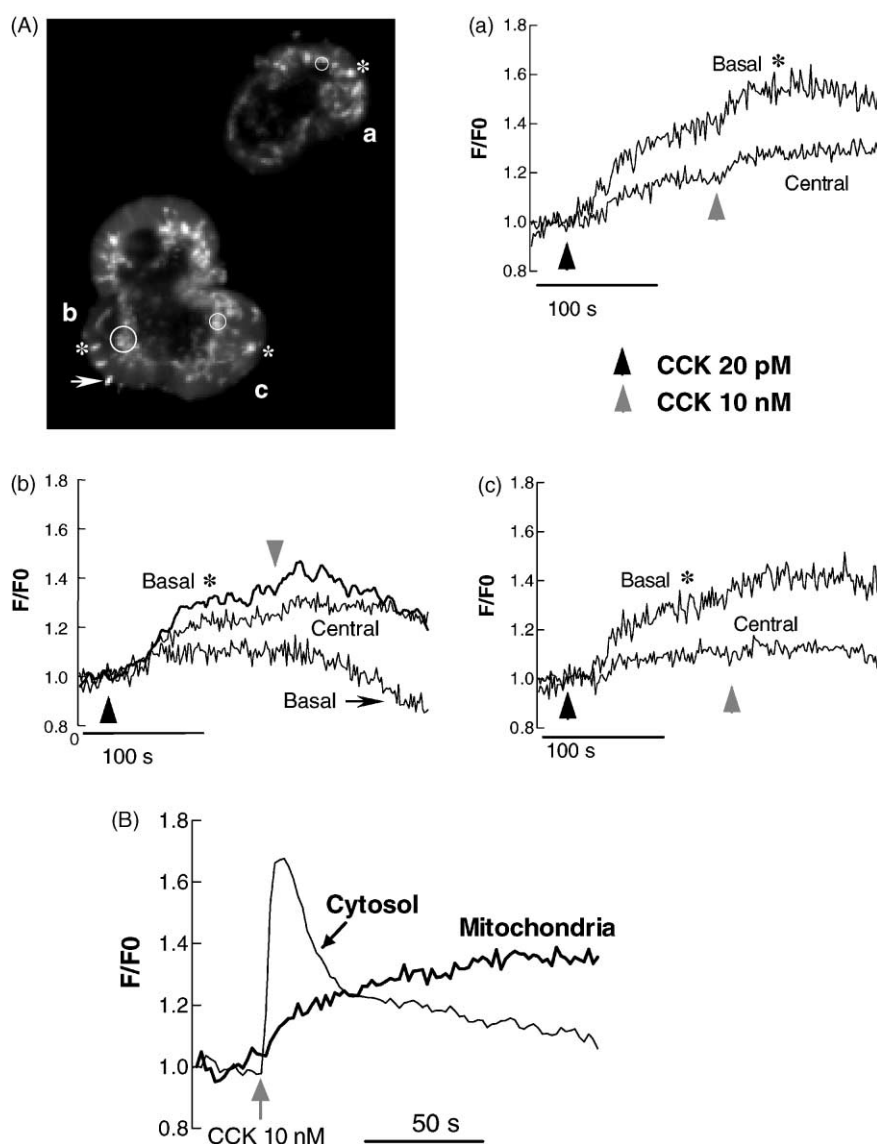 (A)
*
a
b
*
*
c
(a)
1.8
1.6
1.4
1.2
1.0
0.8
F/F0
Basal *
Central
100 s
CCK 20 pM
CCK 10 nM
(b)
1.8
1.6
1.4
1.2
1.0
0.8
0
F/F0
Basal *
Central
Basal
100 s
(c)
1.8
1.6
1.4
1.2
1.0
0.8
F/F0
Basal *
Central
100 s
(B)
1.8
1.6
1.4
1.2
1.0
0.8
F/F0
Cytosol
Mitochondria
CCK 10 nM
50 s